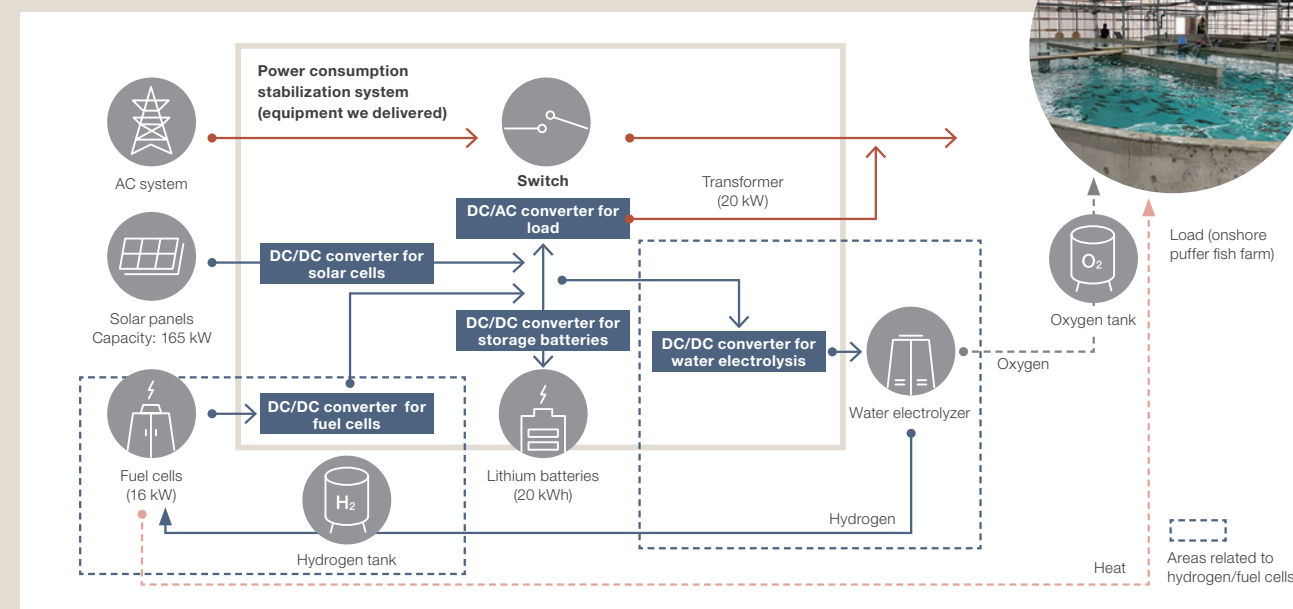 Power consumption
stabilization system
(equipment we delivered)
AC system
Switch
Transformer
(20 kW)
DC/AC converter for
load
DC/DC converter for
solar cells
Solar panels
Capacity: 165 kW
DC/DC converter for
storage batteries
DC/DC converter for
water electrolysis
O₂
Load (onshore
puffer fish farm)
Oxygen tank
Oxygen
Water electrolyzer
DC/DC converter for
fuel cells
Fuel cells
(16 kW)
H₂
Hydrogen tank
Lithium batteries
(20 kWh)
Hydrogen
Heat
Areas related to
hydrogen/fuel cells